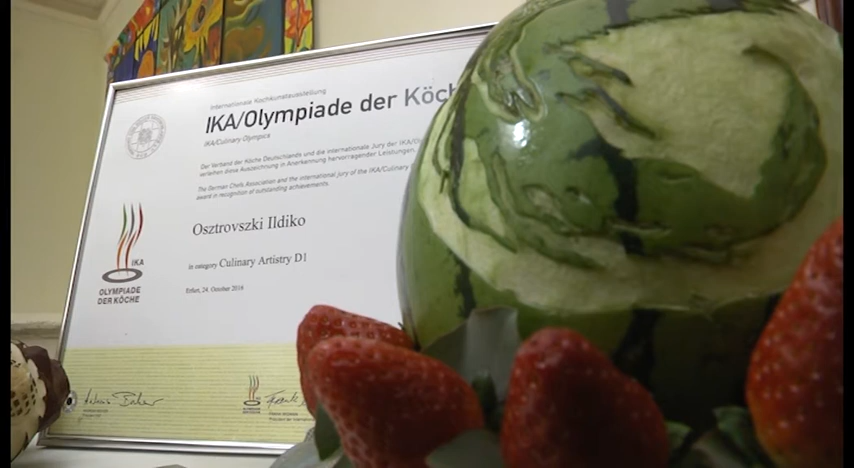 Internationale Kochkunstausstellung
IKA/Olympiade der Köch
IKA/Culinary Olympics
Der Verband der Köche Deutschlands und die internationale Jury der IKA/O
verleihen diese Auszeichnung in Anerkennung hervorragender Leistungen.
The German Chefs Association and the international jury of the IKA/Culinary
award in recognition of outstanding achievements.
Osztrovszki Ildiko
In category Culinary Artistry D1
Erfurt, 24. October 2016
IKA
OLYMPIADE
DER KÖCHE